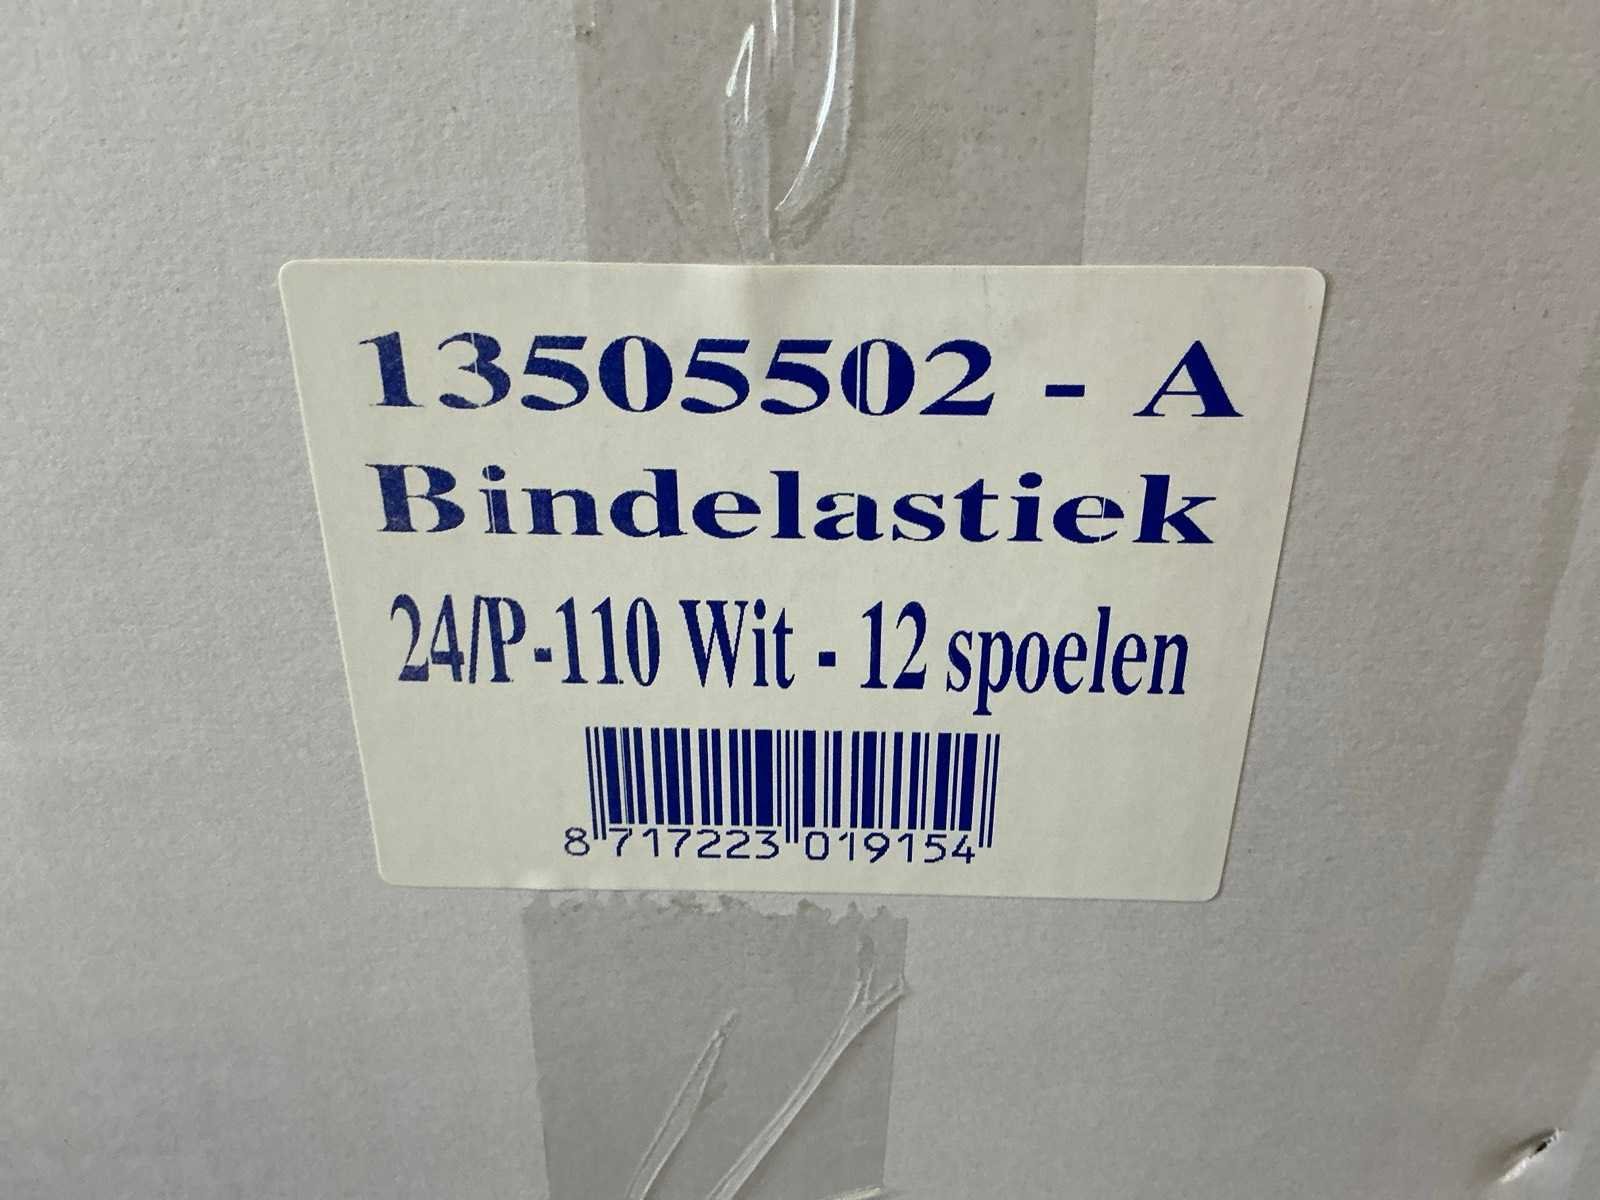 13505502 - A
Bindelastiek
24/P-110 Wit - 12 spoelen
8 717223 019154